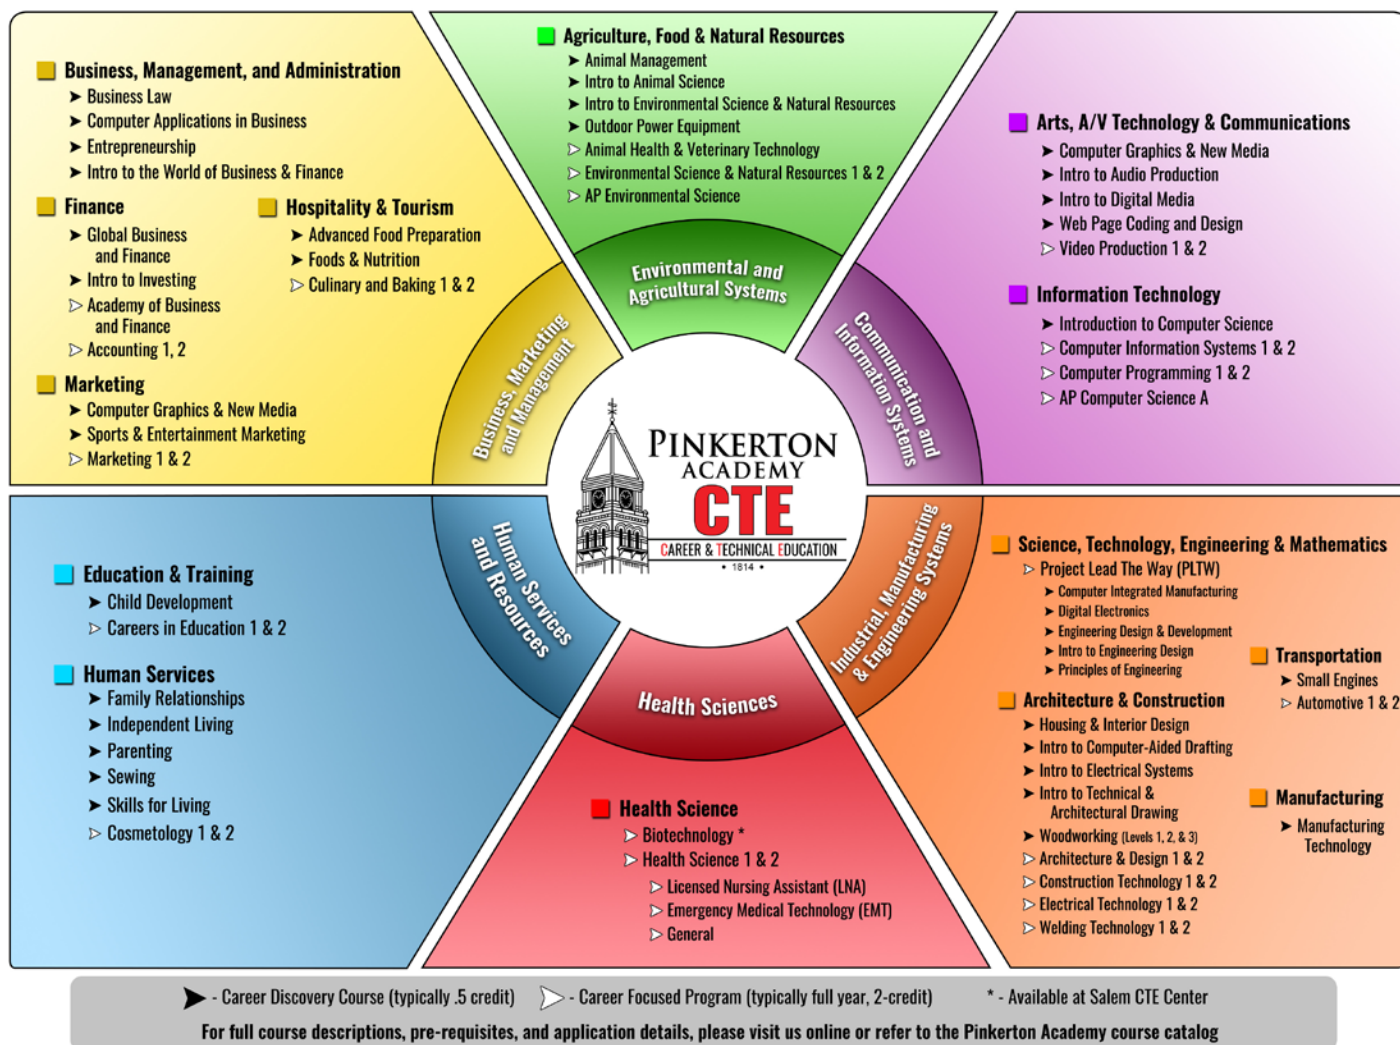 Business, Management, and Administration
Business Law
Computer Applications in Business
Entrepreneurship
Intro to the World of Business & Finance
Finance
Global Business
and Finance
Intro to Investing
Academy of Business
and Finance
Accounting 1, 2
Hospitality & Tourism
Advanced Food Preparation
Foods & Nutrition
Culinary and Baking 1 & 2
Marketing
Computer Graphics & New Media
Sports & Entertainment Marketing
Marketing 1 & 2
Business, Marketing
and Management
Agriculture, Food & Natural Resources
Animal Management
Intro to Animal Science
Intro to Environmental Science & Natural Resources
Outdoor Power Equipment
Animal Health & Veterinary Technology
Environmental Science & Natural Resources 1 & 2
AP Environmental Science
Environmental and
Agricultural Systems
Arts, A/V Technology & Communications
Computer Graphics & New Media
Intro to Audio Production
Intro to Digital Media
Web Page Coding and Design
Video Production 1 & 2
Information Technology
Introduction to Computer Science
Computer Information Systems 1 & 2
Computer Programming 1 & 2
AP Computer Science A
Communication and
Information Systems
PINKERTON
ACADEMY
CTE
CAREER & TECHNICAL EDUCATION
• 1814 •
Education & Training
Child Development
Careers in Education 1 & 2
Human Services
Family Relationships
Independent Living
Parenting
Sewing
Skills for Living
Cosmetology 1 & 2
Human Services
and Resources
Health Sciences
Health Science
Biotechnology *
Health Science 1 & 2
Licensed Nursing Assistant (LNA)
Emergency Medical Technology (EMT)
General
Industrial, Manufacturing
& Engineering Systems
Science, Technology, Engineering & Mathematics
Project Lead The Way (PLTW)
Computer Integrated Manufacturing
Digital Electronics
Engineering Design & Development
Intro to Engineering Design
Principles of Engineering
Architecture & Construction
Housing & Interior Design
Intro to Computer-Aided Drafting
Intro to Electrical Systems
Intro to Technical &
Architectural Drawing
Woodworking (Levels 1, 2, & 3)
Architecture & Design 1 & 2
Construction Technology 1 & 2
Electrical Technology 1 & 2
Welding Technology 1 & 2
Transportation
Small Engines
Automotive 1 & 2
Manufacturing
Manufacturing
Technology
- Career Discovery Course (typically .5 credit) - Career Focused Program (typically full year, 2-credit) * - Available at Salem CTE Center
For full course descriptions, pre-requisites, and application details, please visit us online or refer to the Pinkerton Academy course catalog